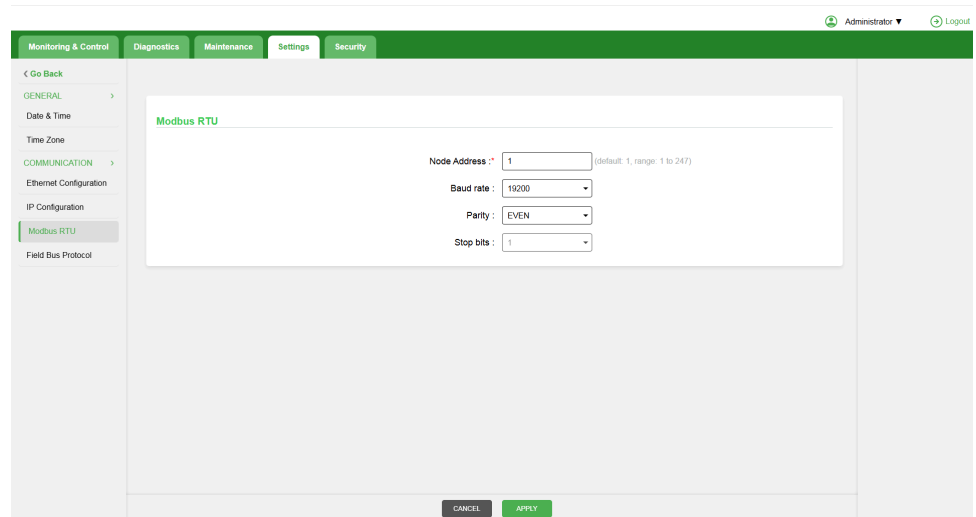 Administrator ▼ Logout
Monitoring & Control Diagnostics Maintenance Settings Security
< Go Back
GENERAL >
Date & Time
Time Zone
COMMUNICATION >
Ethernet Configuration
IP Configuration
Modbus RTU
Field Bus Protocol
Modbus RTU
Node Address :* 1 (default: 1, range: 1 to 247)
Baud rate : 19200
Parity : EVEN
Stop bits : 1
CANCEL APPLY